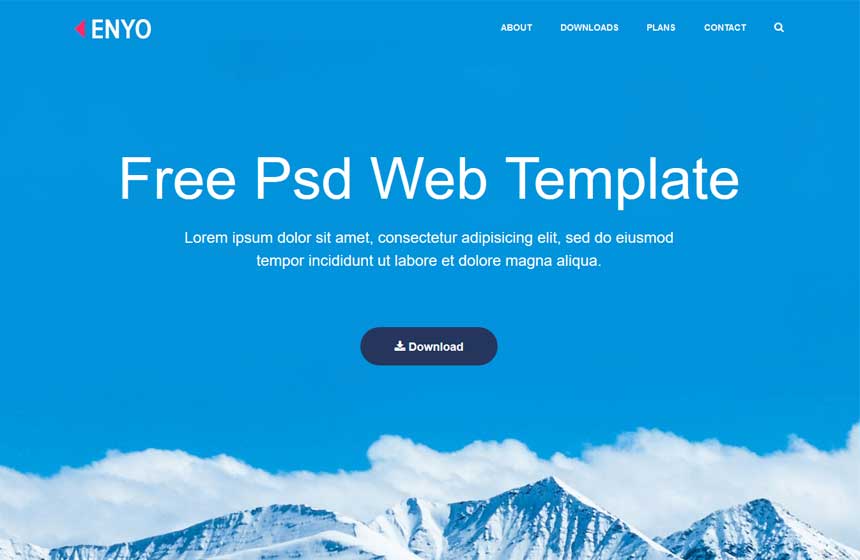 ENYO
ABOUT DOWNLOADS PLANS CONTACT
Free Psd Web Template
Lorem ipsum dolor sit amet, consectetur adipisicing elit, sed do eiusmod
tempor incididunt ut labore et dolore magna aliqua.
Download